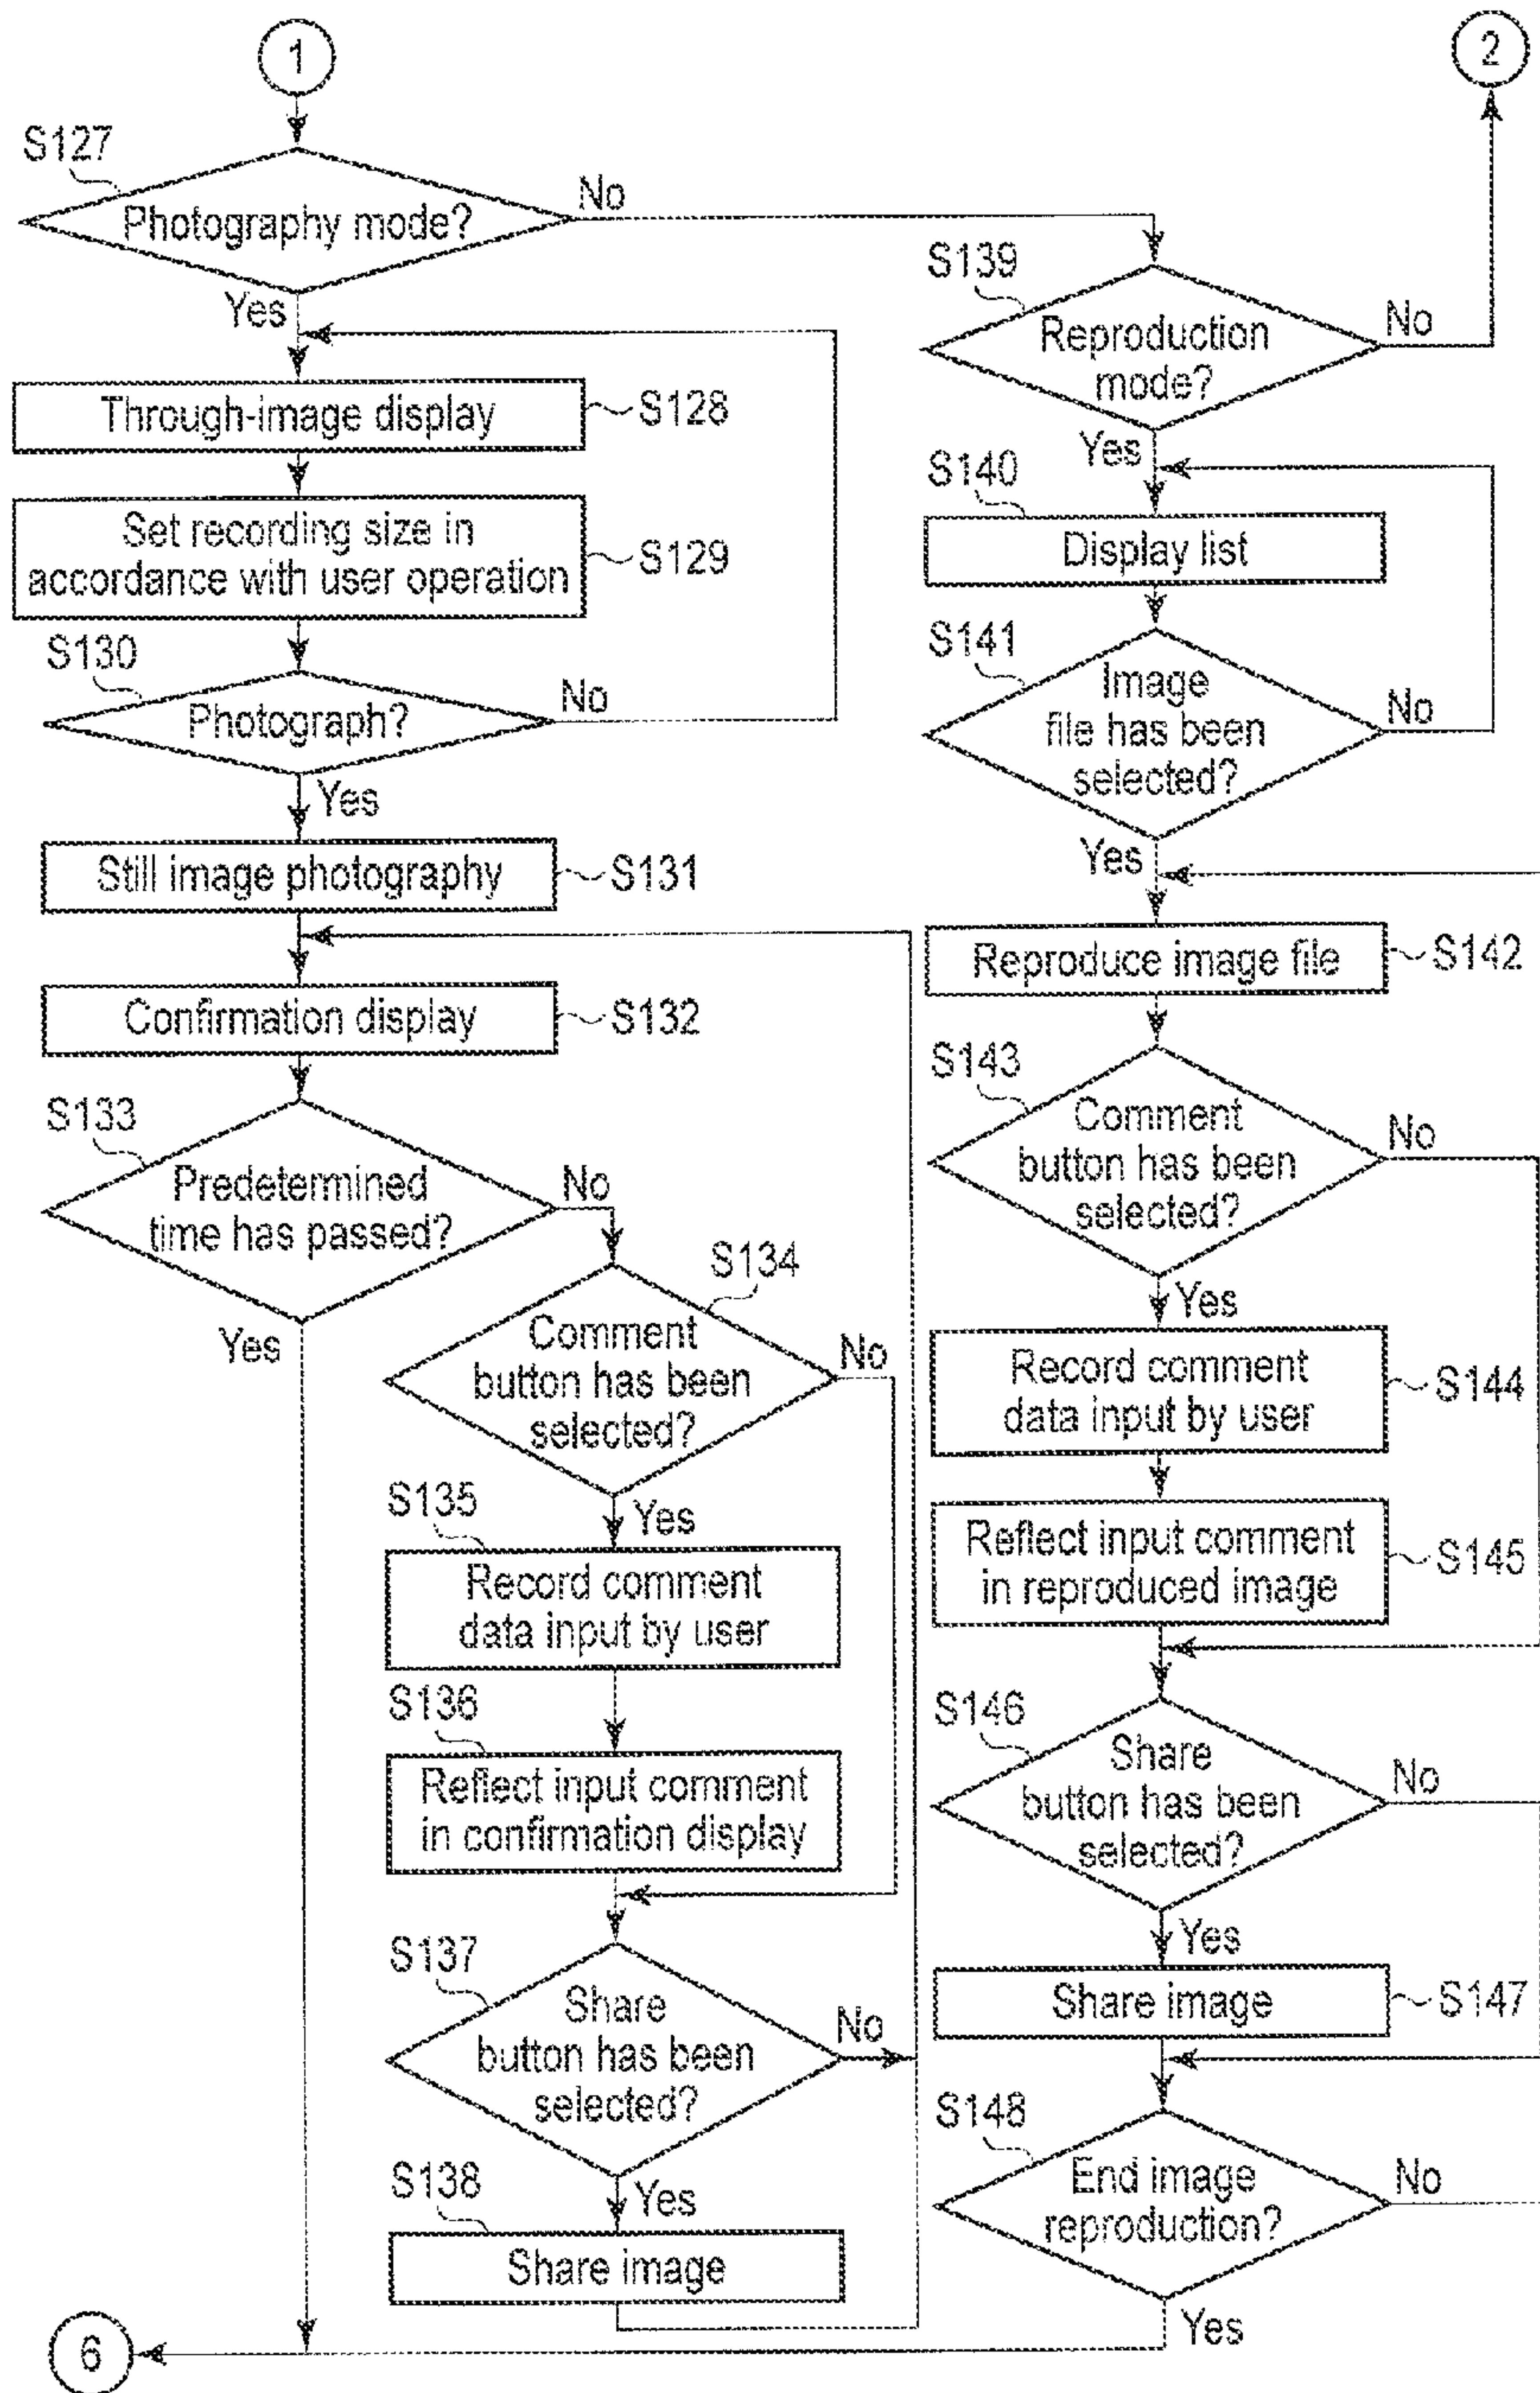 1
S127
Photography mode?
No
Yes
Through-image display
S128
Set recording size in
accordance with user operation
S129
S130
Photograph?
No
Yes
Still image photography
S131
Confirmation display
S132
S133
Predetermined
time has passed?
No
Yes
S134
Comment
button has been
selected?
No
Yes
S135
Record comment
data input by user
S136
Reflect input comment
in confirmation display
S137
Share
button has been
selected?
No
Yes
S138
Share image
6
2
S139
Reproduction
mode?
No
Yes
S140
Display list
S141
Image
file has been
selected?
No
Yes
Reproduce image file
S142
S143
Comment
button has been
selected?
No
Yes
Record comment
data input by user
S144
Reflect input comment
in reproduced image
S145
S146
Share
button has been
selected?
No
Yes
Share image
S147
S148
End image
reproduction?
No
Yes